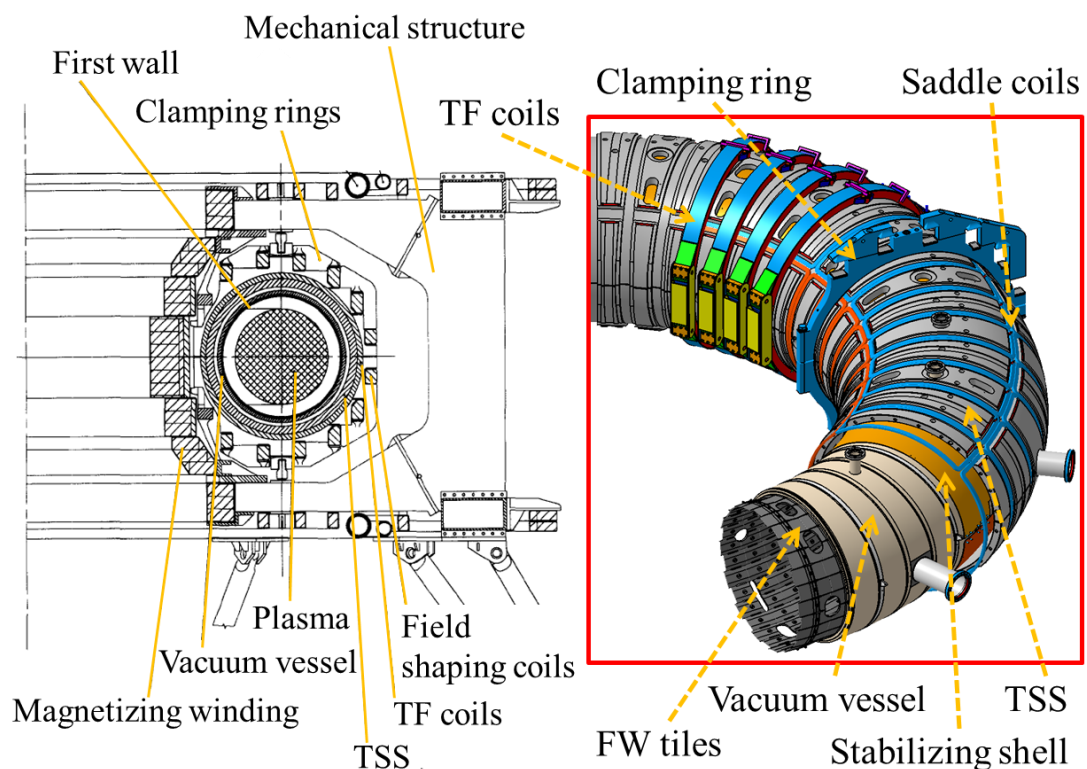 Mechanical structure
First wall
Clamping rings
Plasma
Field
shaping coils
Vacuum vessel
Magnetizing winding
TF coils
TSS
Clamping ring
Saddle coils
TF coils
Vacuum vessel
TSS
FW tiles
Stabilizing shell